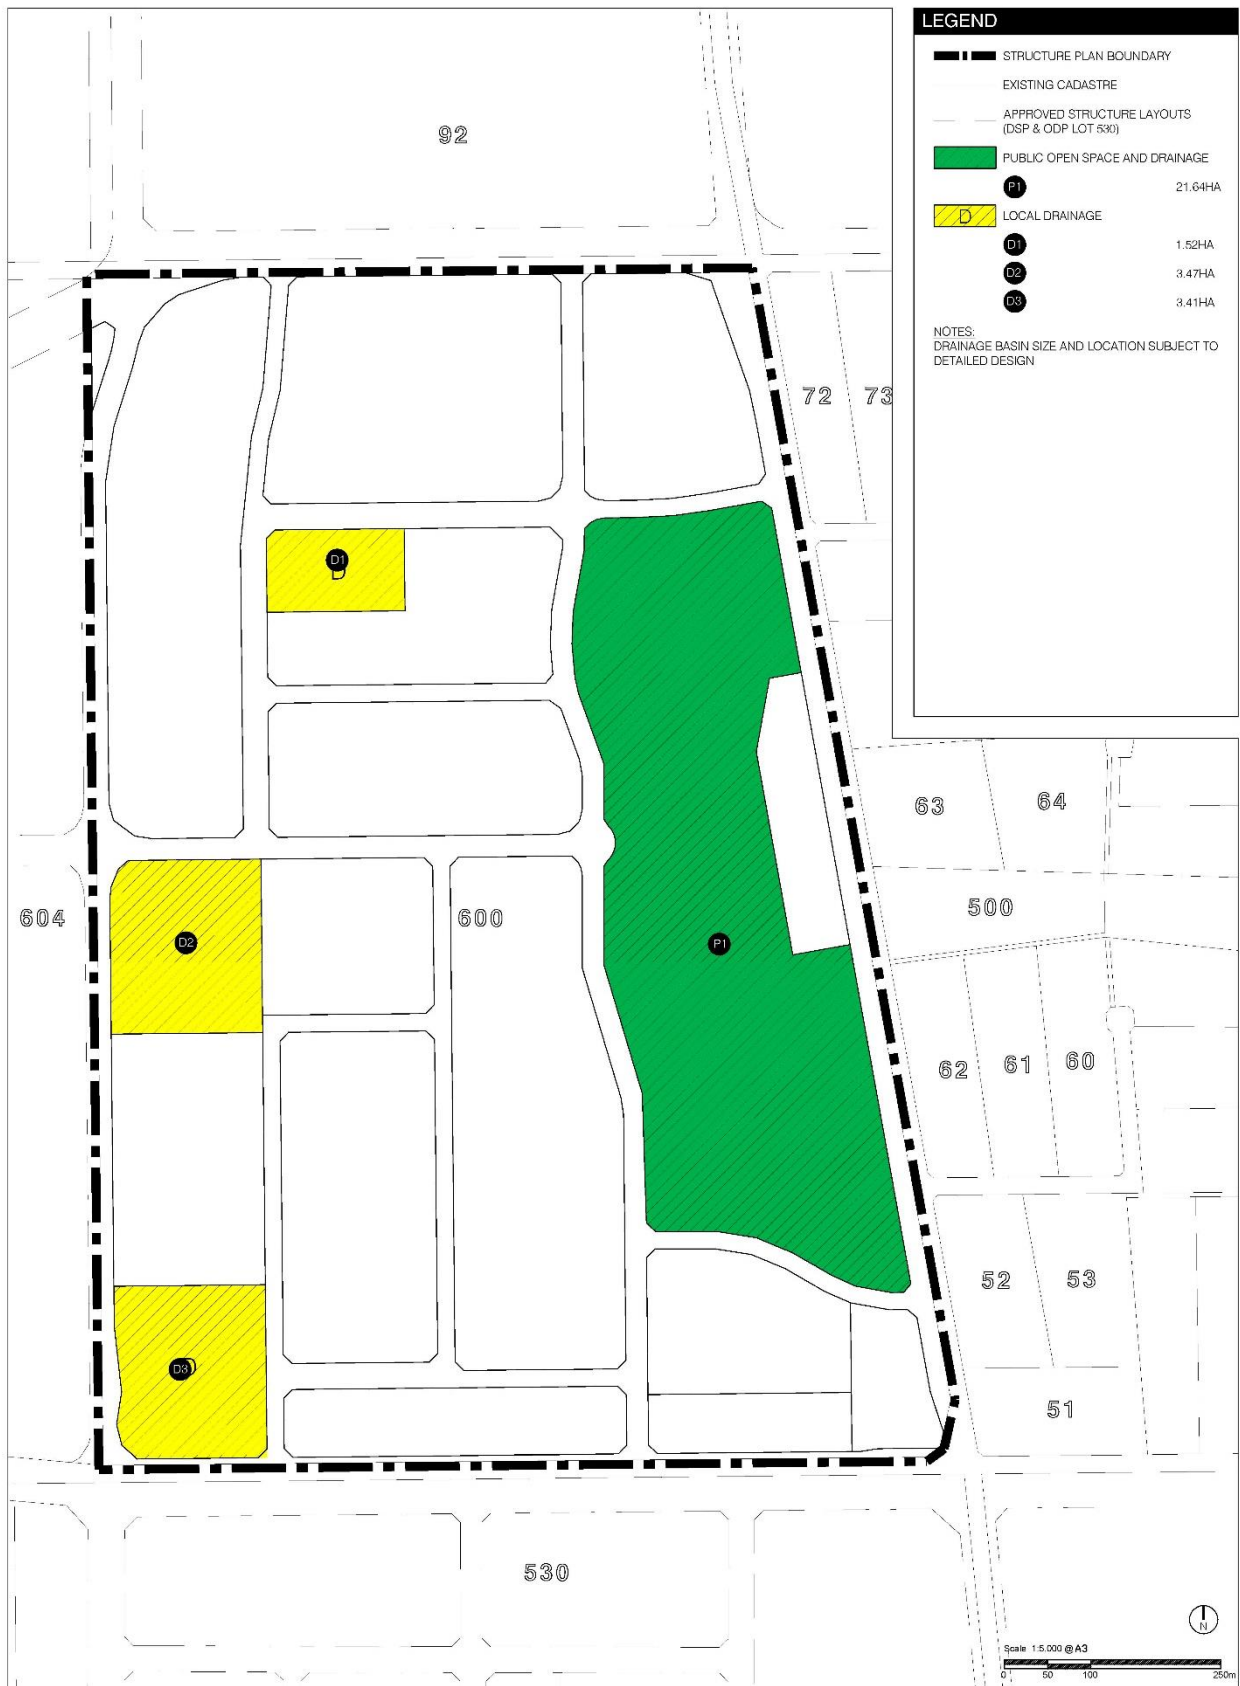 LEGEND
STRUCTURE PLAN BOUNDARY
EXISTING CADASTRE
APPROVED STRUCTURE LAYOUTS
(DSP & ODP LOT 530)
PUBLIC OPEN SPACE AND DRAINAGE
P1 21.64HA
D LOCAL DRAINAGE
D1 1.52HA
D2 3.47HA
D3 3.41HA
NOTES:
DRAINAGE BASIN SIZE AND LOCATION SUBJECT TO
DETAILED DESIGN
92
72 73
D1
D
63 64
604 600 500
D2 P1
62 61 60
52 53
D3 D
51
530
N
Scale 1:5,000 @ A3
0 50 100 250m